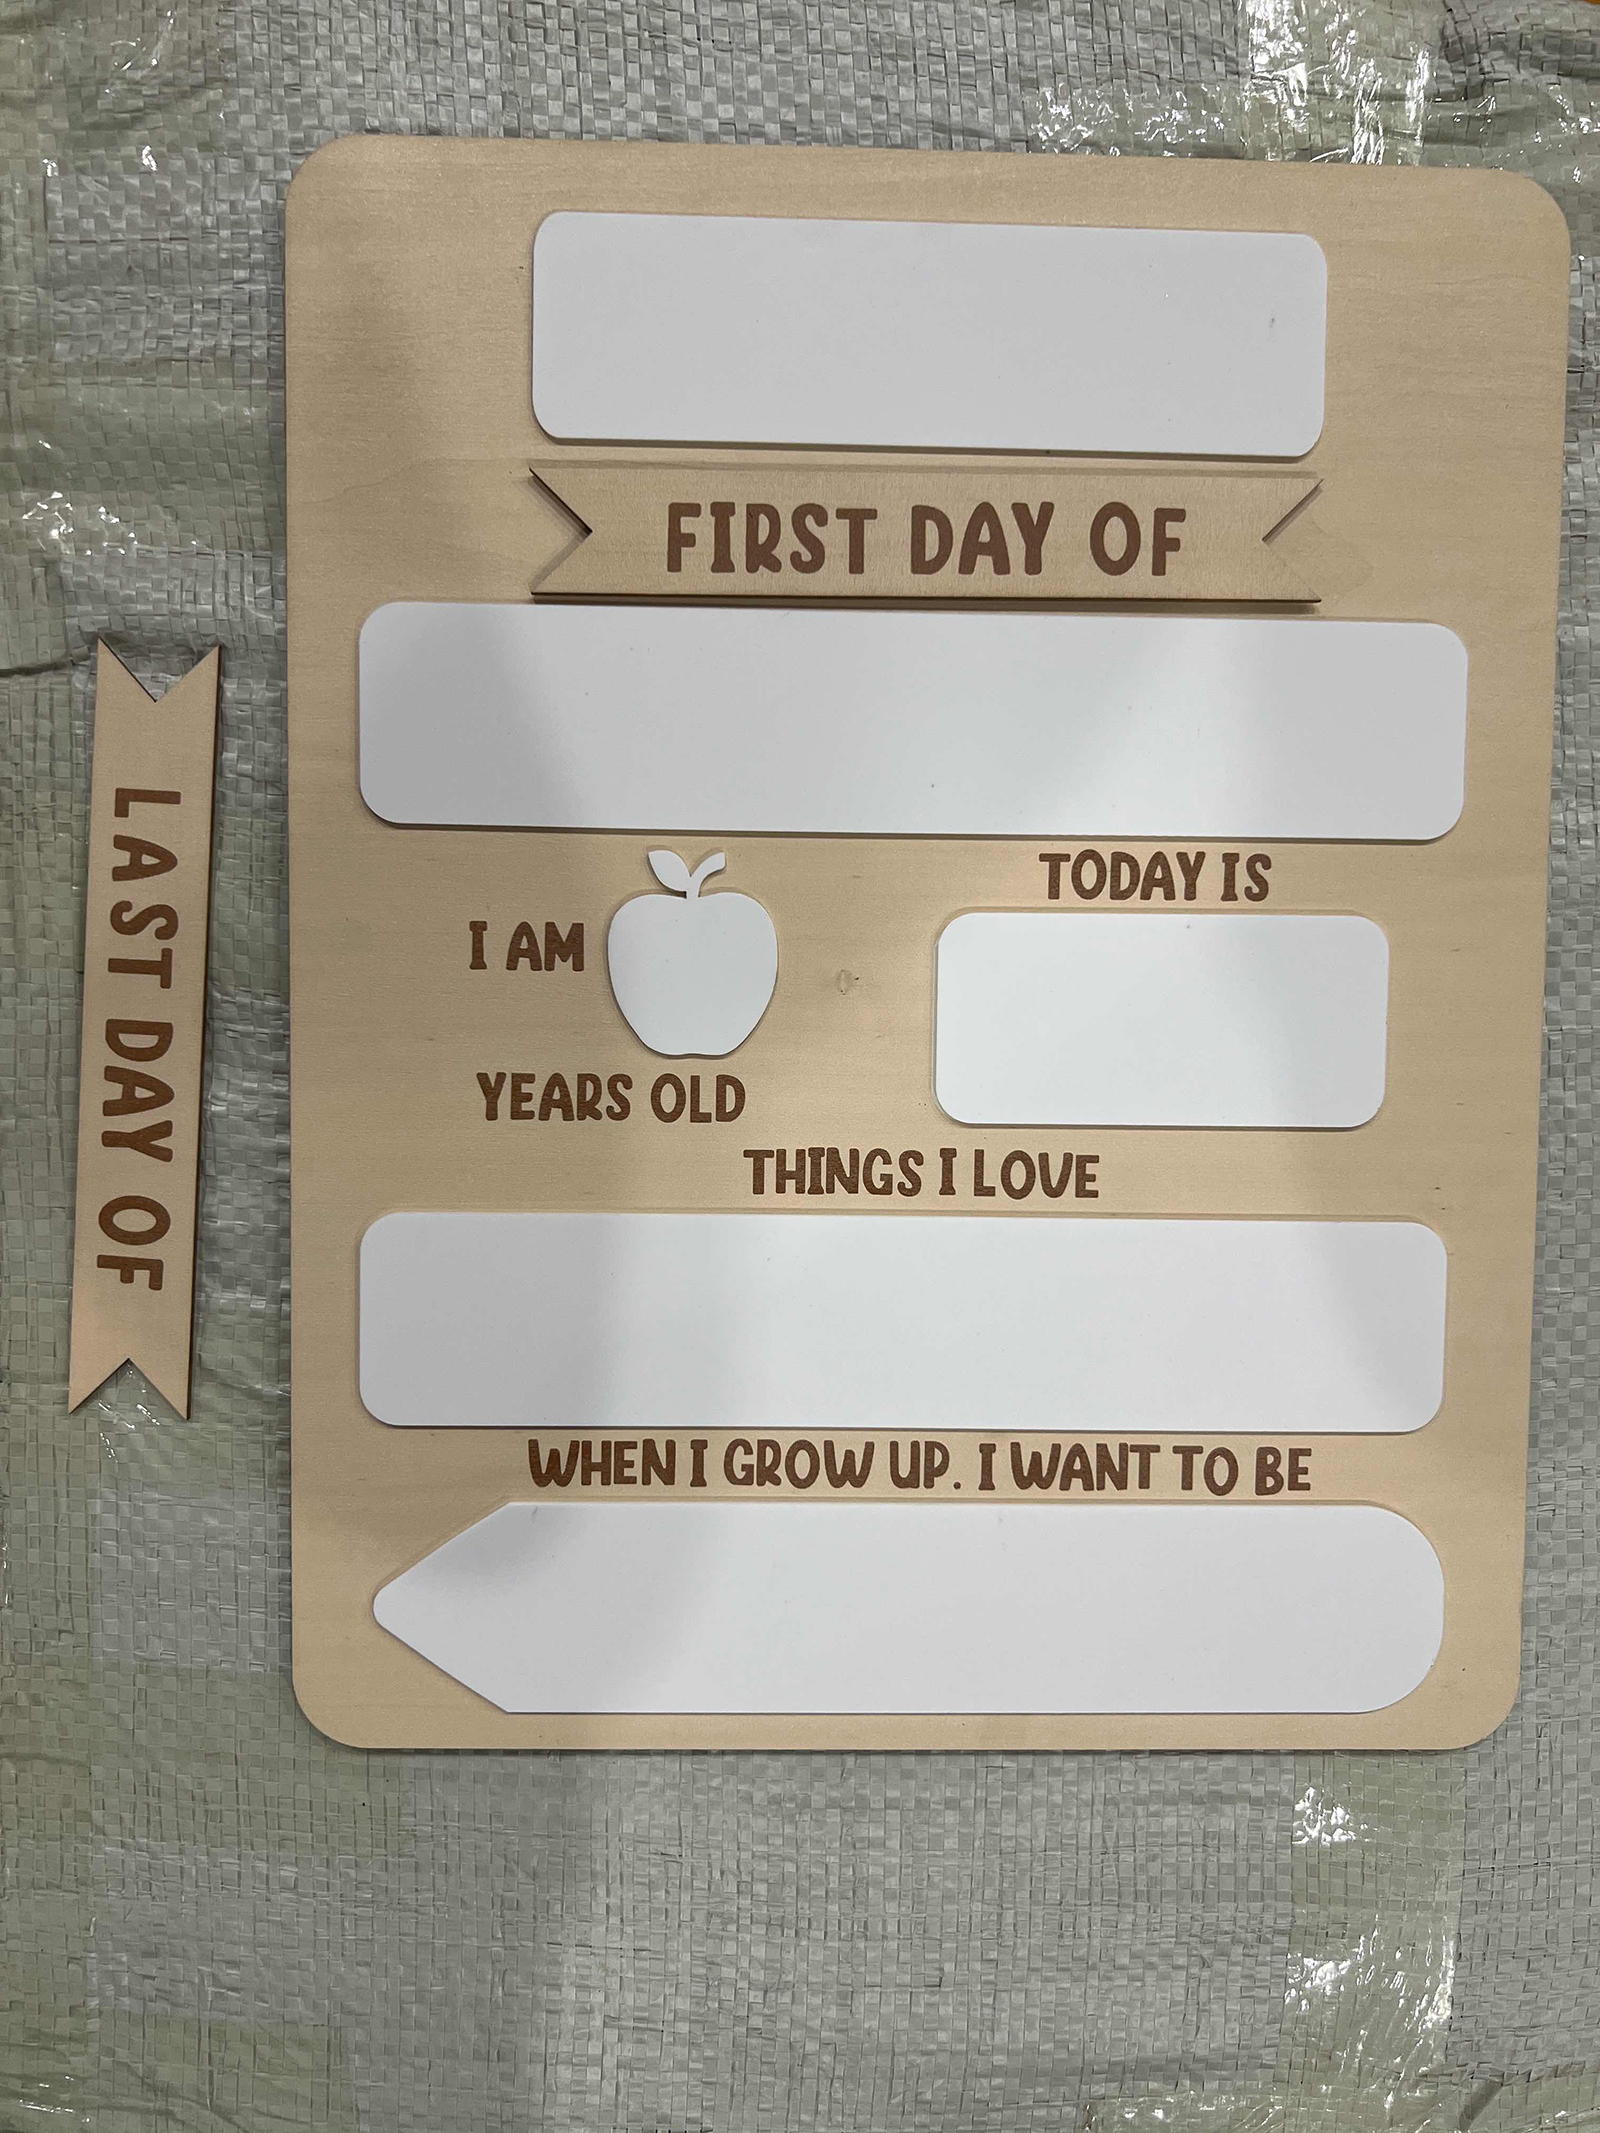 FIRST DAY OF
TODAY IS
I AM
YEARS OLD
THINGS I LOVE
WHEN I GROW UP. I WANT TO BE
LAST DAY OF